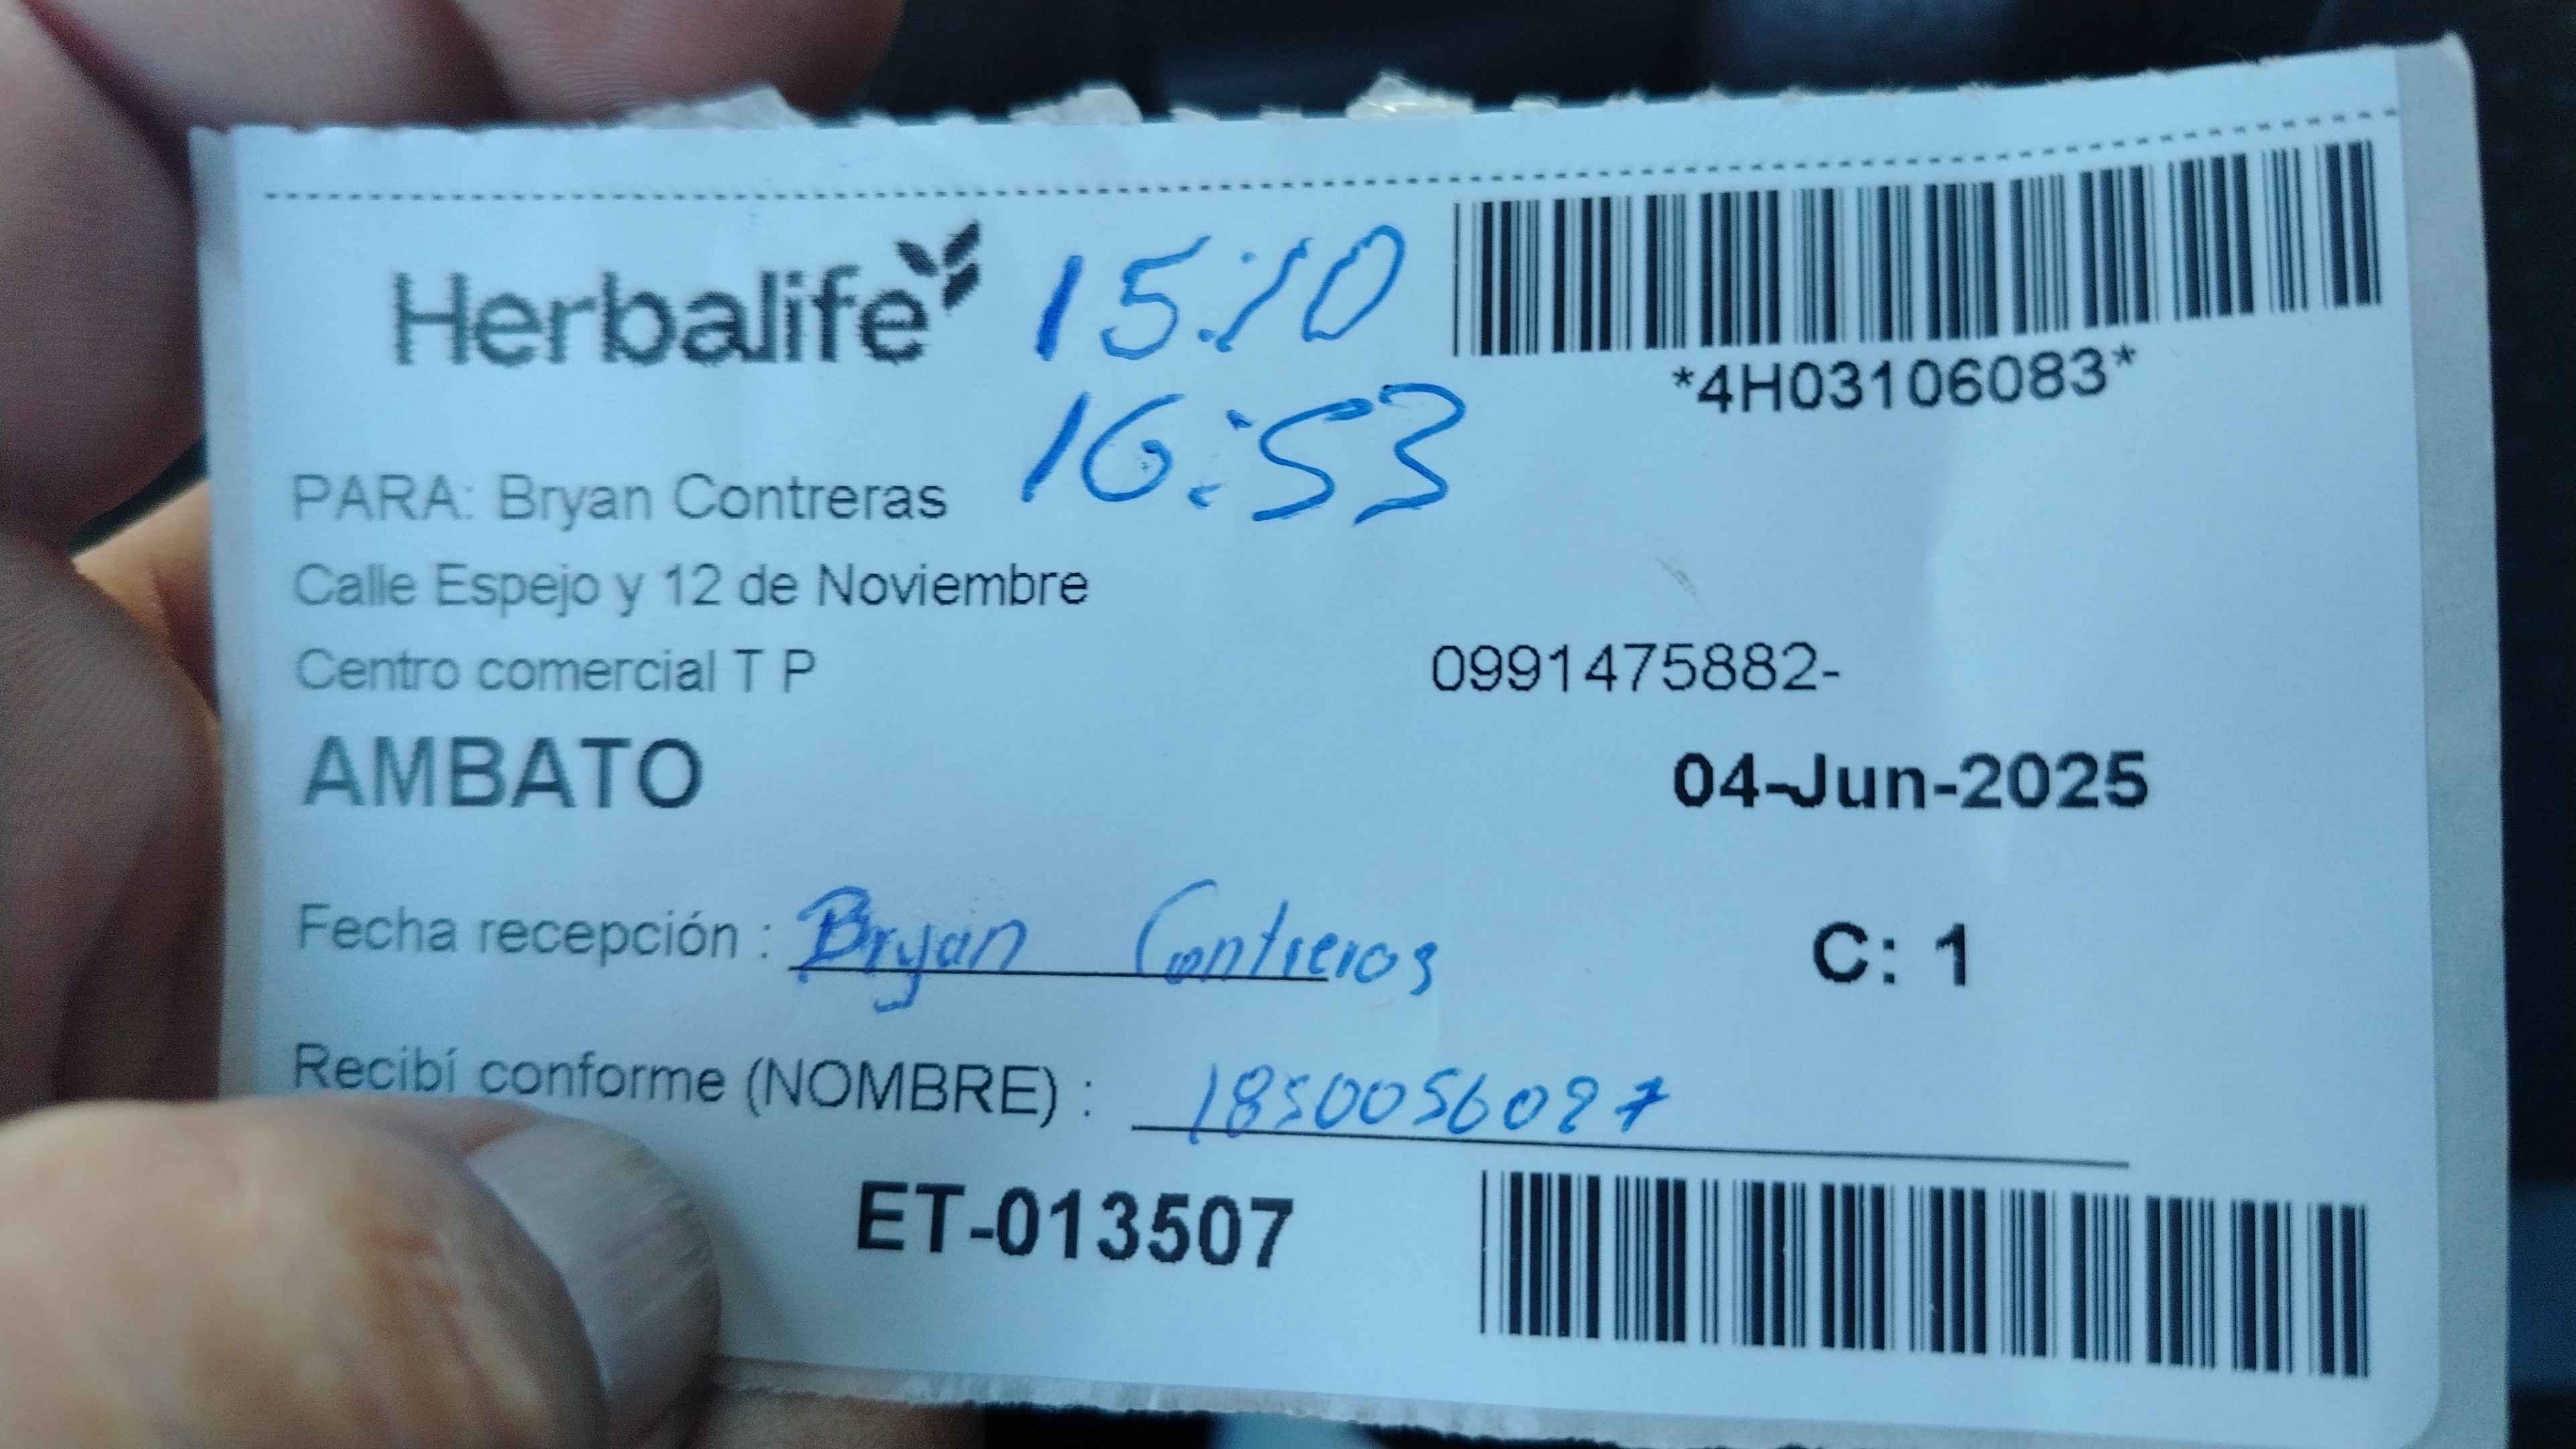 Herbalife
15:10
16:53
*4H03106083*
PARA: Bryan Contreras
Calle Espejo y 12 de Noviembre
Centro comercial T P
0991475882-
AMBATO
04-Jun-2025
Fecha recepción : Bryan Contreras
C: 1
Recibí conforme (NOMBRE) : 1850056027
ET-013507